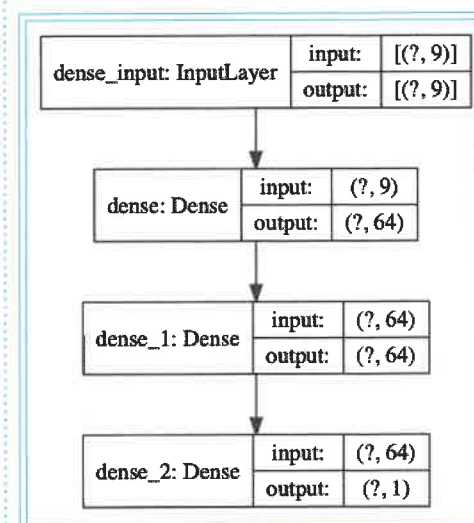 dense_input: InputLayer
input: [(?, 9)]
output: [(?, 9)]
dense: Dense
input: (?, 9)
output: (?, 64)
dense_1: Dense
input: (?, 64)
output: (?, 64)
dense_2: Dense
input: (?, 64)
output: (?, 1)